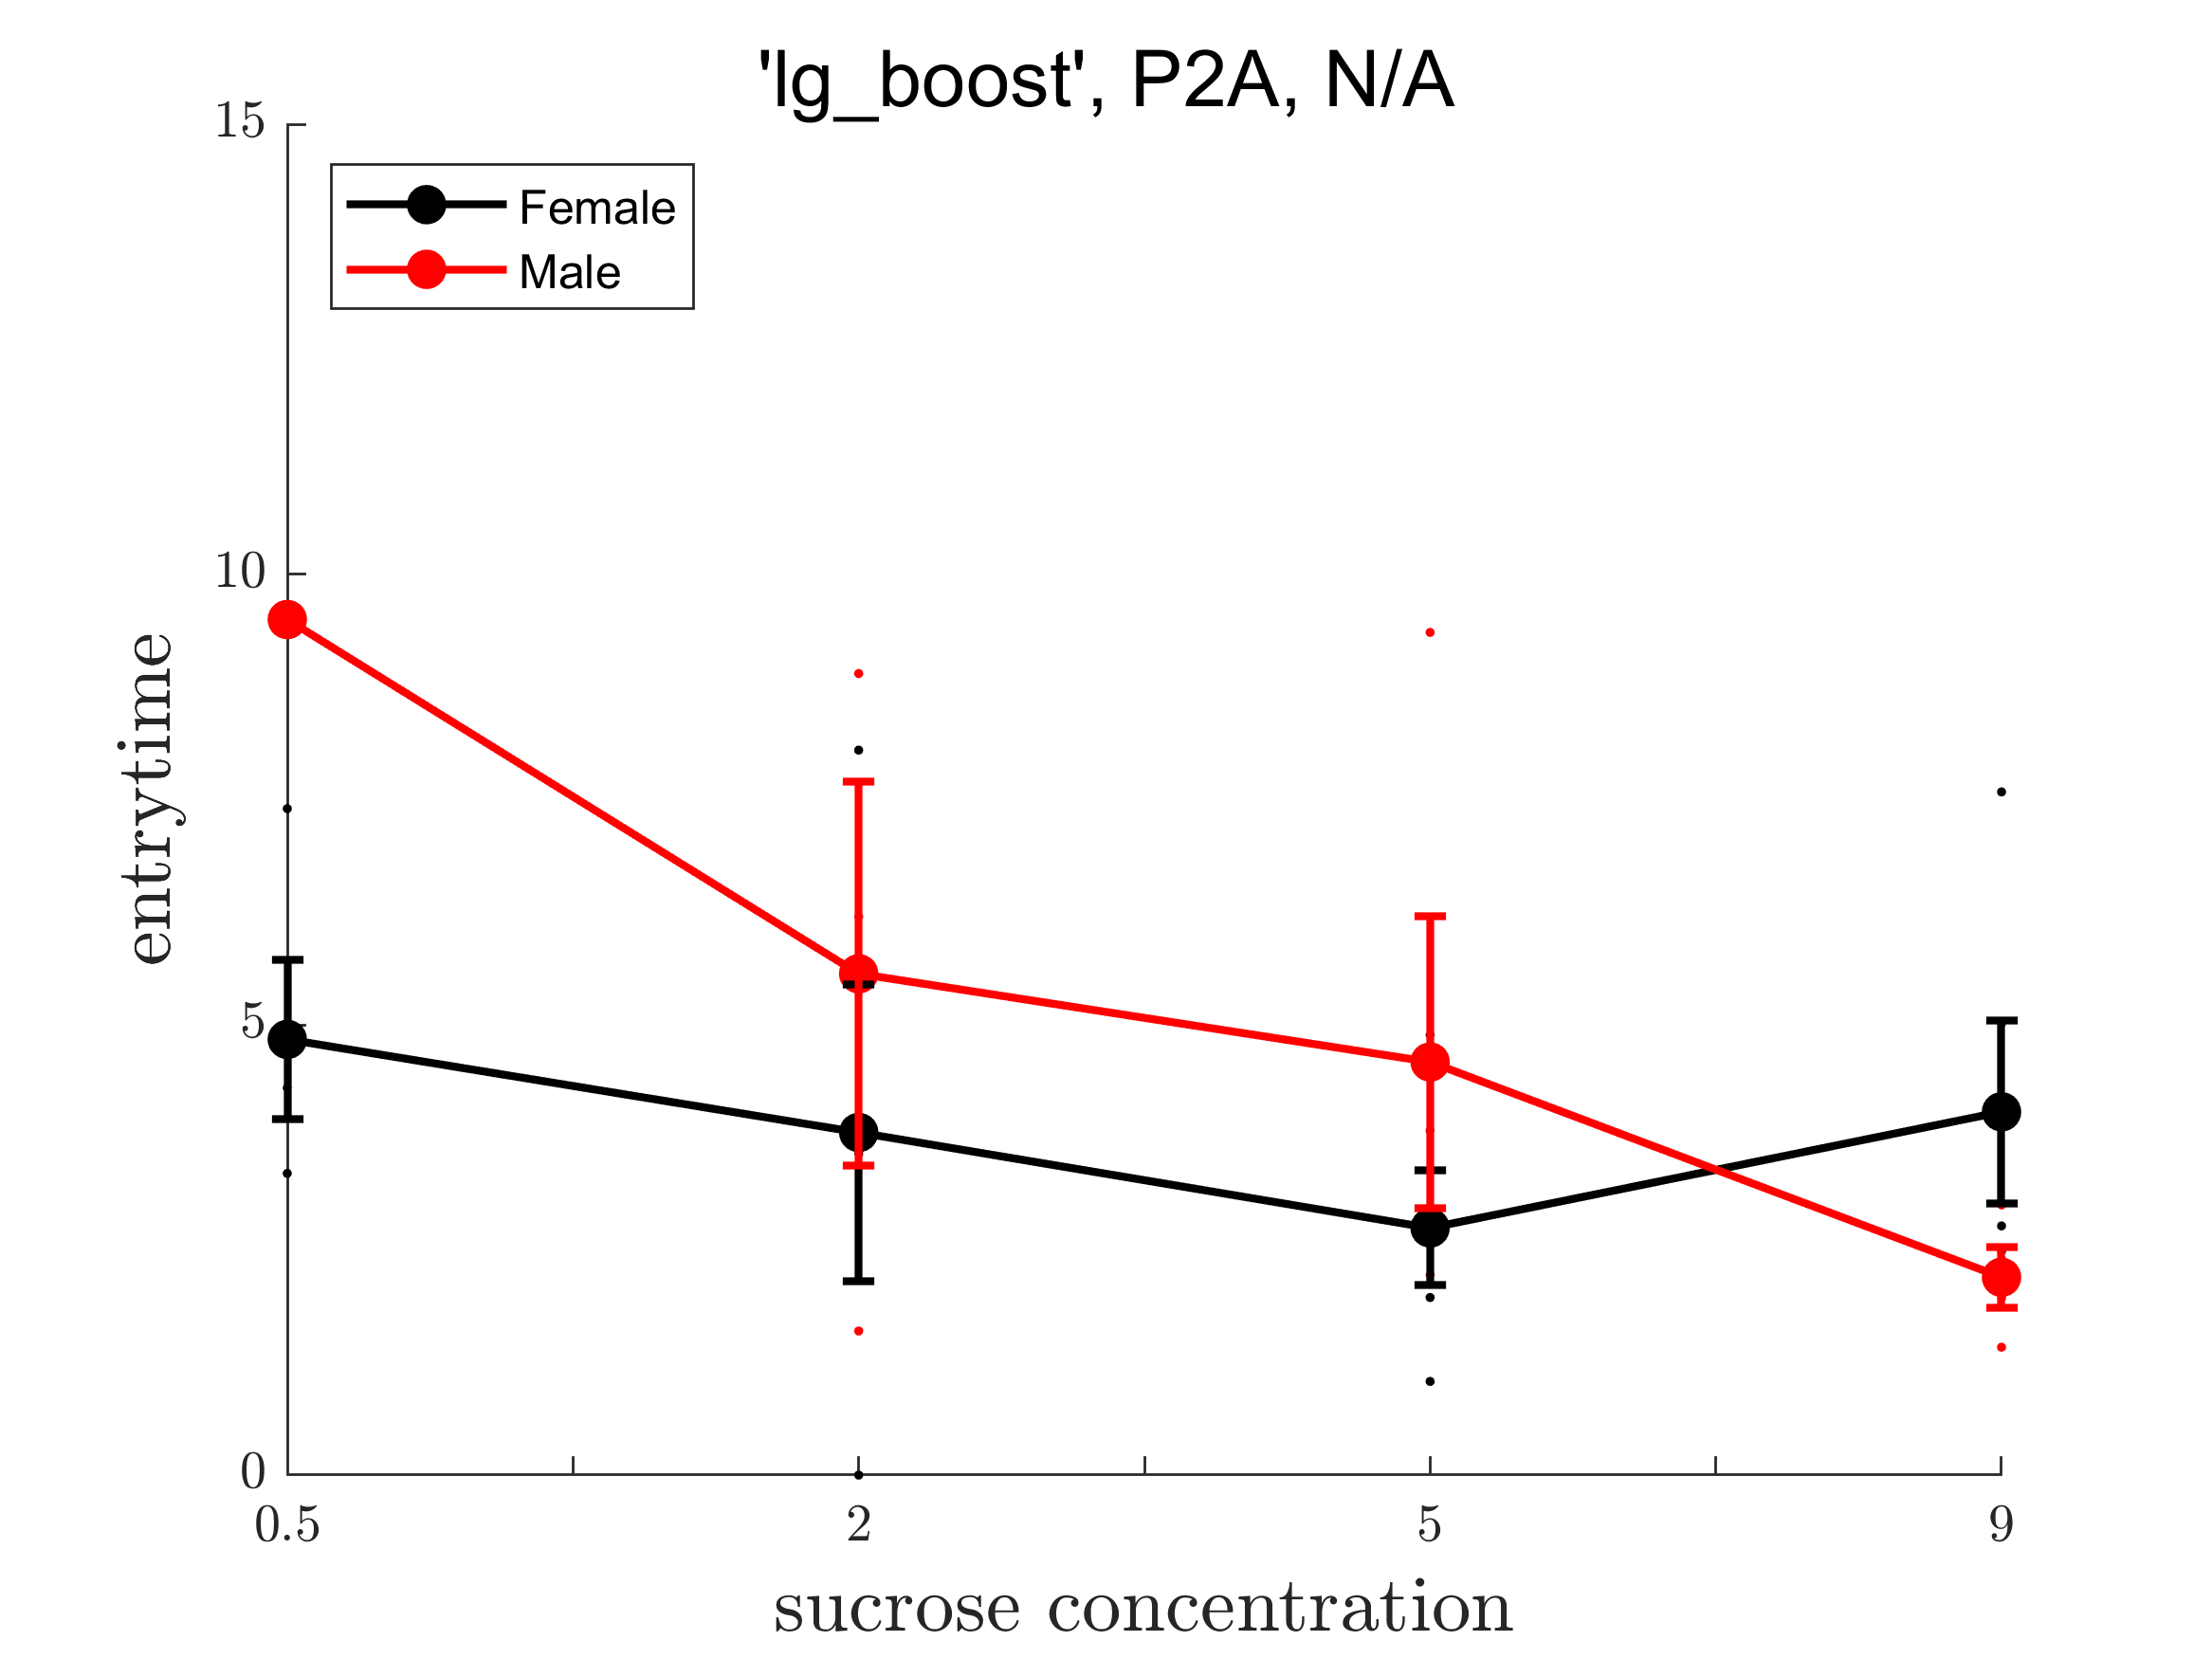 'lg_boost', P2A, N/A
15
Female
Male
10
entrytime
5
0
0.5 2 5 9
sucrose concentration